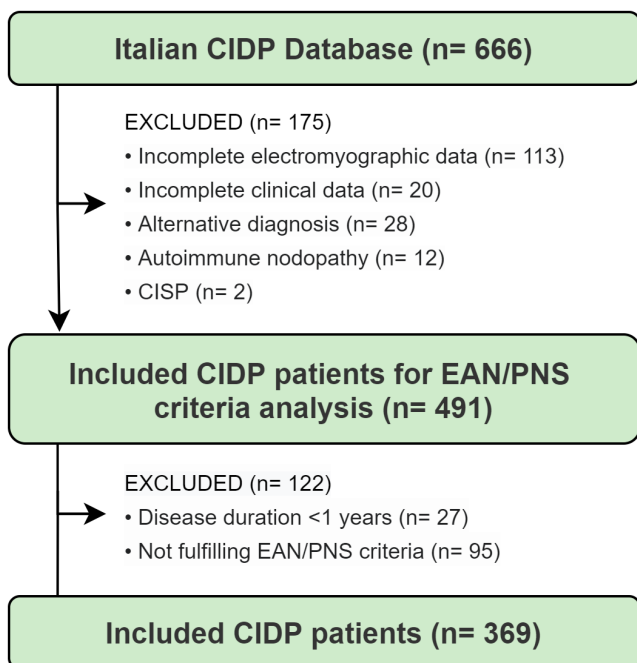 Italian CIDP Database (n= 666)
EXCLUDED (n= 175)
• Incomplete electromyographic data (n= 113)
• Incomplete clinical data (n= 20)
• Alternative diagnosis (n= 28)
• Autoimmune nodopathy (n= 12)
• CISP (n= 2)
Included CIDP patients for EAN/PNS
criteria analysis (n= 491)
EXCLUDED (n= 122)
• Disease duration <1 years (n= 27)
• Not fulfilling EAN/PNS criteria (n= 95)
Included CIDP patients (n= 369)